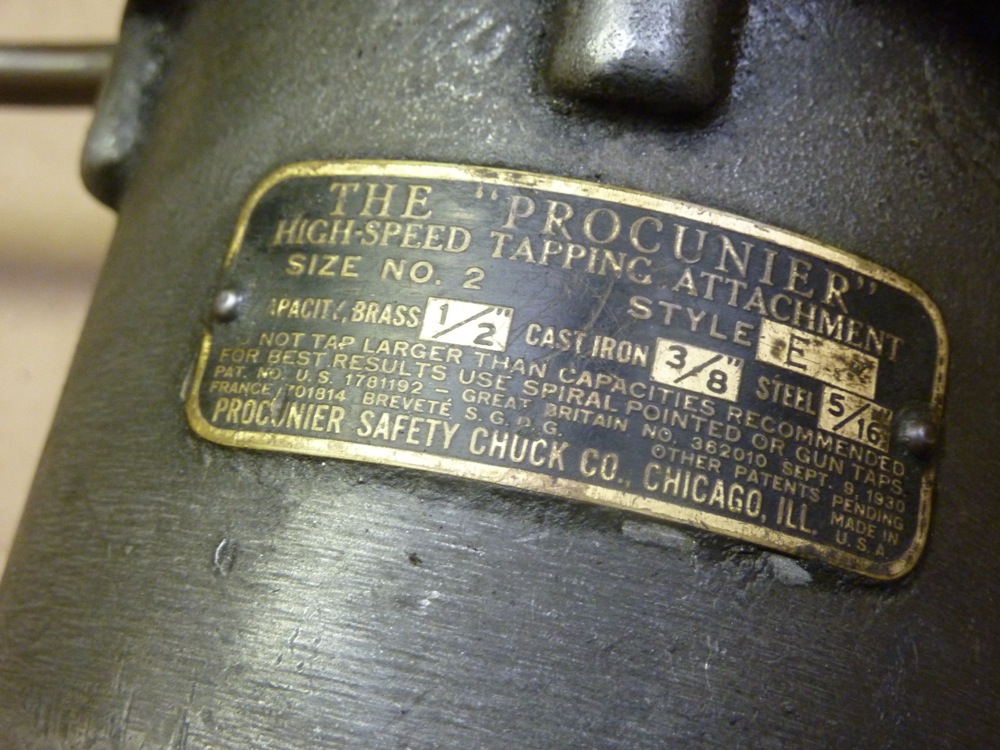 THE "PROCUNIER"
HIGH-SPEED TAPPING ATTACHMENT
SIZE NO. 2 STYLE E
APACITY, BRASS 1/2" CAST IRON 3/8" STEEL 5/16"
NOT TAP LARGER THAN CAPACITIES RECOMMENDED
FOR BEST RESULTS USE SPIRAL POINTED OR GUN TAPS.
PAT. NO. U. S. 1781192 — GREAT BRITAIN NO. 362010 SEPT. 9, 1930
FRANCE 701814 BREVETÉ S. G. D. G. OTHER PATENTS PENDING
PROCUNIER SAFETY CHUCK CO., CHICAGO, ILL. MADE IN U.S.A.